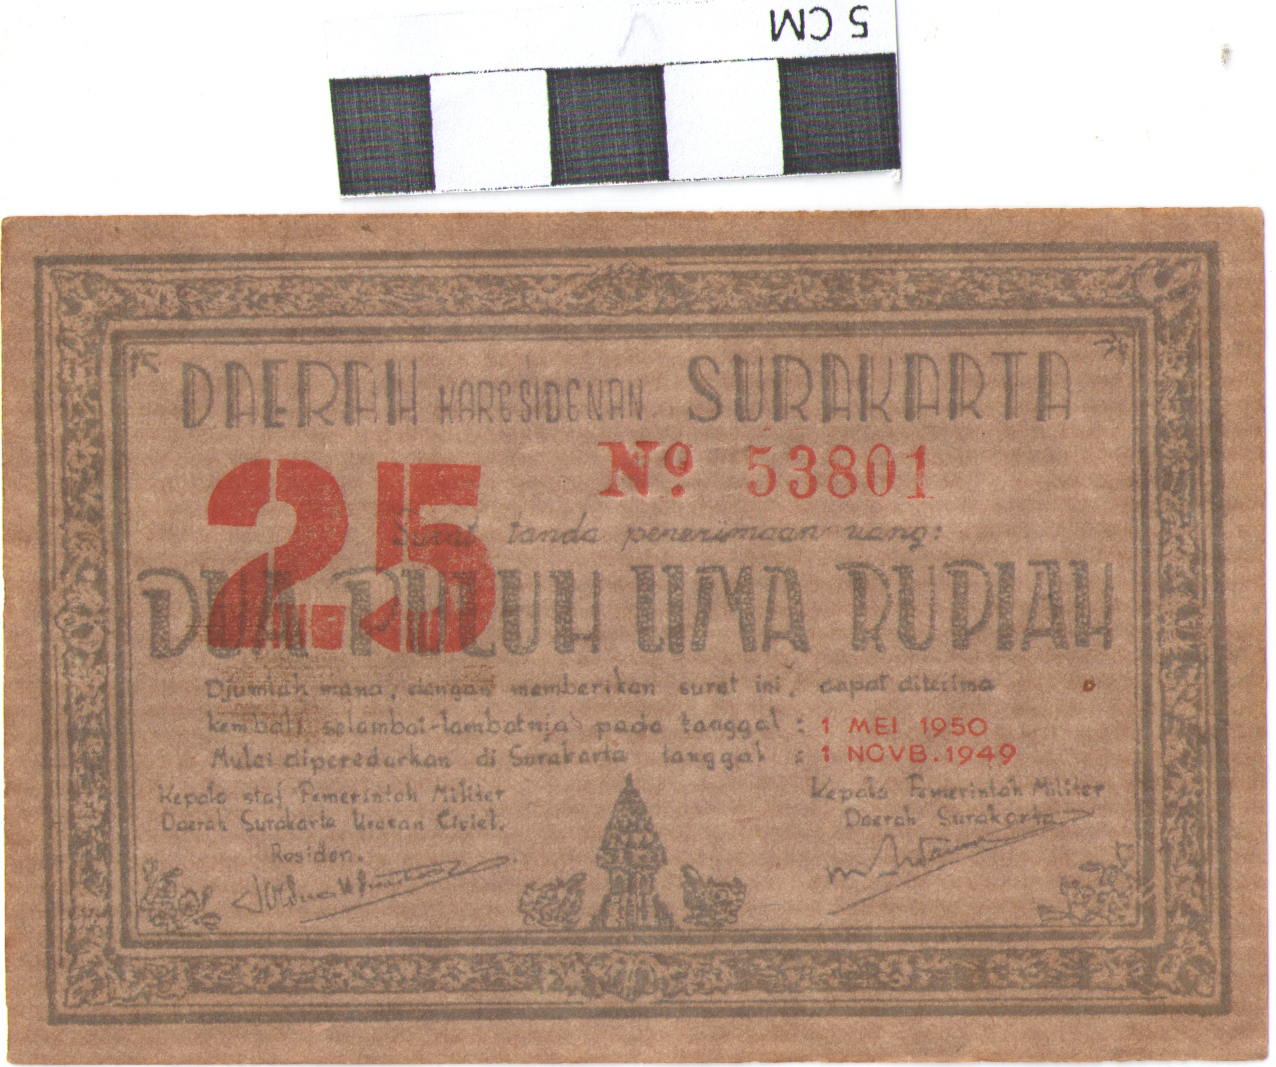 5 CM
DAERAH KARESIDENAN SURAKARTA
No 53801
25
Surat tanda penerimaan uang:
DUA PULUH LIMA RUPIAH
Djumlah mana, dengan memberikan surat ini, dapat diterima
kembali selambat-lambatnja pada tanggal : 1 MEI 1950
Mulai diperedarkan di Surakarta tanggal : 1 NOVB. 1949
Kepala staf Pemerintah Militer
Daerah Surakarta Urusan Civiel.
Residen.
Kepala Pemerintah Militer
Daerah Surakarta